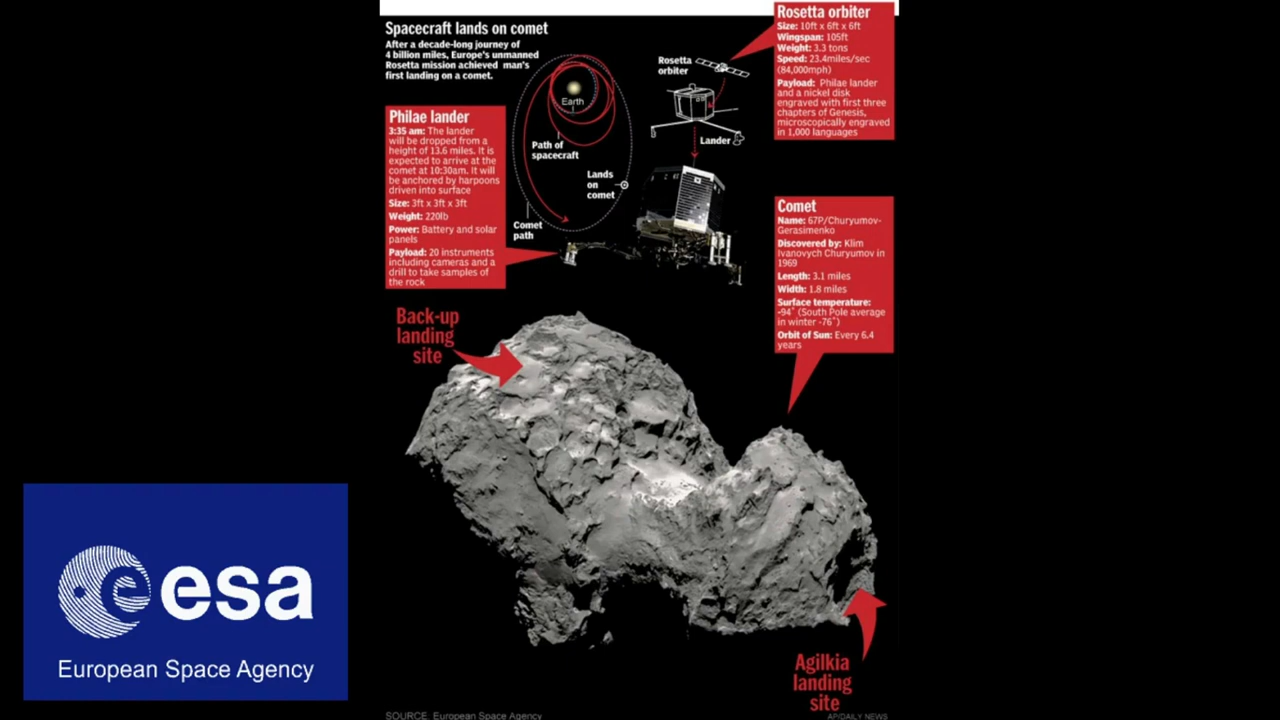 Spacecraft lands on comet
After a decade-long journey of
4 billion miles, Europe's unmanned
Rosetta mission achieved man's
first landing on a comet.
Philae lander
3:35 am: The lander
will be dropped from a
height of 13.6 miles. It is
expected to arrive at the
comet at 10:30am. It will
be anchored by harpoons
driven into surface
Size: 3ft x 3ft x 3ft
Weight: 220lb
Power: Battery and solar
panels
Payload: 20 instruments
including cameras and a
drill to take samples of
the rock
Earth
Path of
spacecraft
Lands
on
comet
Comet
path
Rosetta
orbiter
Lander
Rosetta orbiter
Size: 10ft x 6ft x 6ft
Wingspan: 105ft
Weight: 3.3 tons
Speed: 23.4miles/sec
(84,000mph)
Payload: Philae lander
and a nickel disk
engraved with first three
chapters of Genesis,
microscopically engraved
in 1,000 languages
Comet
Name: 67P/Churyumov-
Gerasimenko
Discovered by: Klim
Ivanovych Churyumov in
1969
Length: 3.1 miles
Width: 1.8 miles
Surface temperature:
-94˚ (South Pole average
in winter -76˚)
Orbit of Sun: Every 6.4
years
Back-up
landing
site
Agilkia
landing
site
esa
European Space Agency
SOURCE: European Space Agency
AP/DAILY NEWS